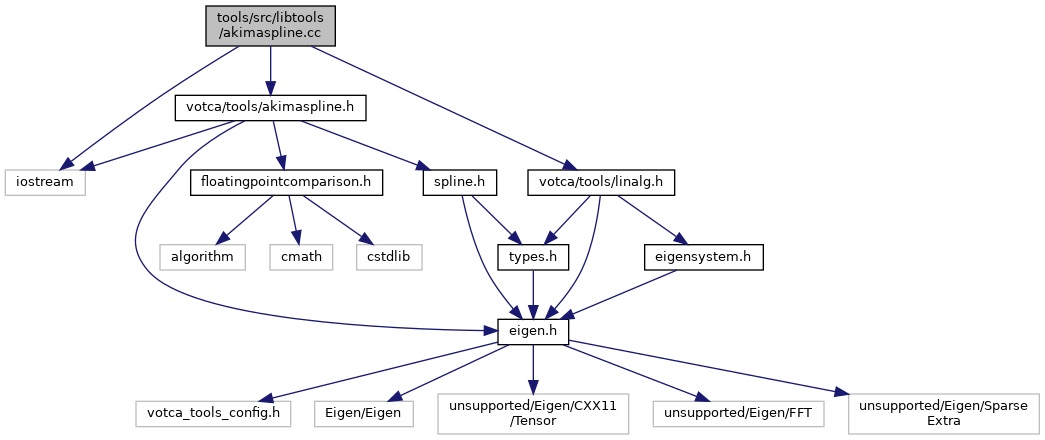 tools/src/libtools
/akimaspline.cc
votca/tools/akimaspline.h
iostream
floatingpointcomparison.h
spline.h
votca/tools/linalg.h
algorithm
cmath
cstdlib
types.h
eigensystem.h
eigen.h
votca_tools_config.h
Eigen/Eigen
unsupported/Eigen/CXX11
/Tensor
unsupported/Eigen/FFT
unsupported/Eigen/Sparse
Extra